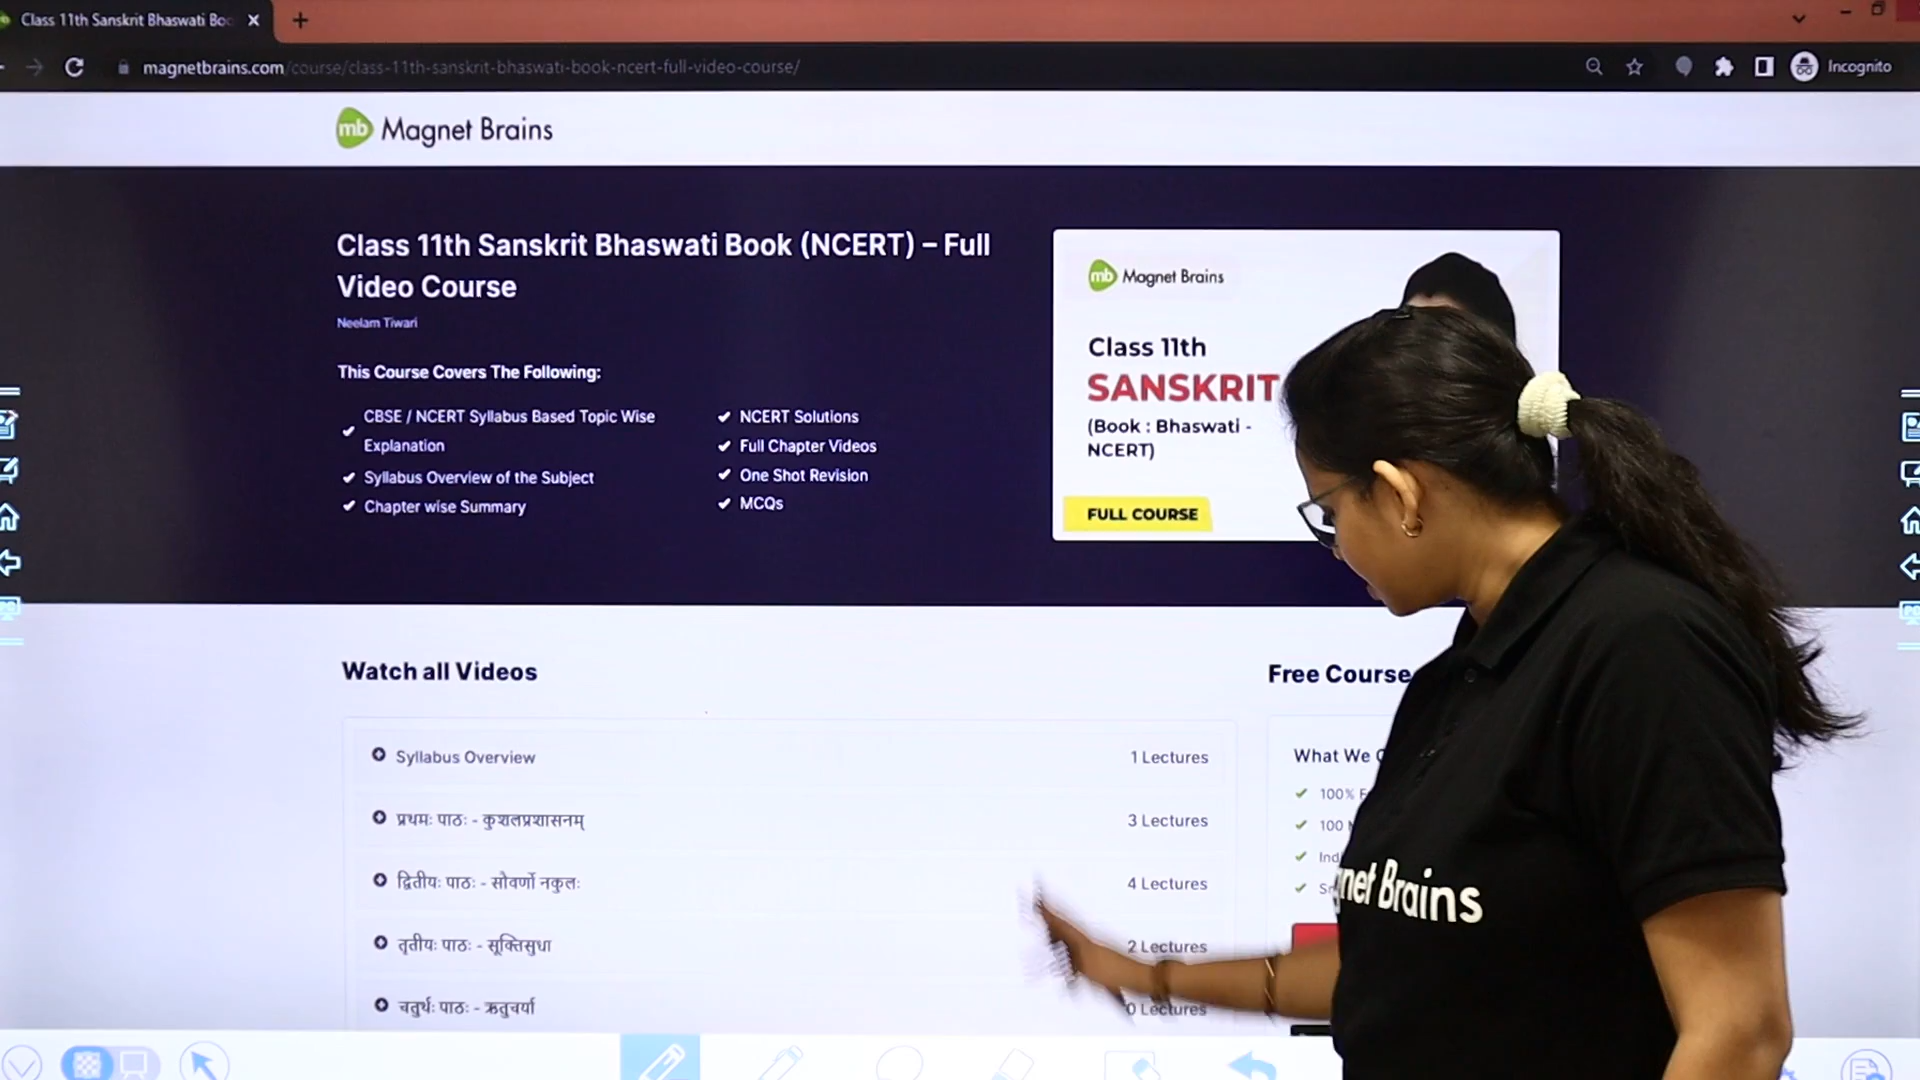 Class 11th Sanskrit Bhaswati Boo
magnetbrains.com/course/class-11th-sanskrit-bhaswati-book-ncert-full-video-course/
Incognito
mb Magnet Brains
Class 11th Sanskrit Bhaswati Book (NCERT) – Full
Video Course
Neelam Tiwari
This Course Covers The Following:
CBSE / NCERT Syllabus Based Topic Wise
Explanation
Syllabus Overview of the Subject
Chapter wise Summary
NCERT Solutions
Full Chapter Videos
One Shot Revision
MCQs
mb Magnet Brains
Class 11th
SANSKRIT
(Book : Bhaswati -
NCERT)
FULL COURSE
Watch all Videos
Syllabus Overview 1 Lectures
प्रथमः पाठः - कुशलप्रशासनम् 3 Lectures
द्वितीयः पाठः - सौवर्णो नकुलः 4 Lectures
तृतीयः पाठः - सूक्तिसुधा 2 Lectures
चतुर्थः पाठः - ऋतुचर्या 0 Lectures
Free Course
What We
100%
100
Ind
gnet Brains